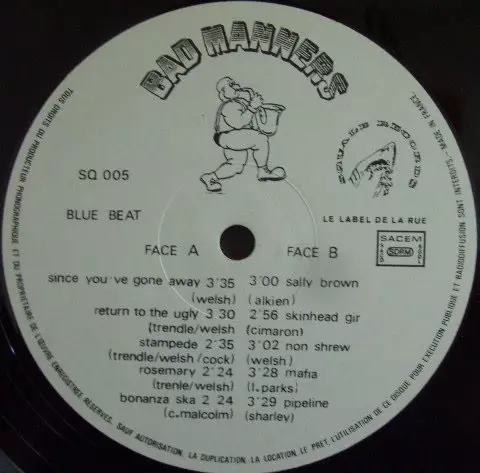 BAD MANNERS
SQUALE RECORDS
SQ 005
BLUE BEAT
LE LABEL DE LA RUE
FACE A
FACE B
SACEM
SACD
SDRM
SGDL
since you've gone away 3'35
(welsh)
return to the ugly 3 30
(trendle/welsh
stampede 2'35
(trendle/welsh/cock)
rosemary 2'24
(trenle/welsh)
bonanza ska 2 24
(c.malcolm)
3'00 sally brown
(alkien)
2'56 skinhead gir
(cimaron)
3'02 non shrew
(welsh)
3'28 mafia
(l.parks)
3'29 pipeline
(sharley)
TOUS DROITS DU PRODUCTEUR PHONOGRAPHIQUE ET DU PROPRIETAIRE DE L'ŒUVRE ENREGISTREE RESERVES. SAUF AUTORISATION, LA DUPLICATION, LA LOCATION, LE PRET, L'UTILISATION DE CE DISQUE POUR EXECUTION PUBLIQUE ET RADIODIFFUSION SONT INTERDITS - MADE IN FRANCE.